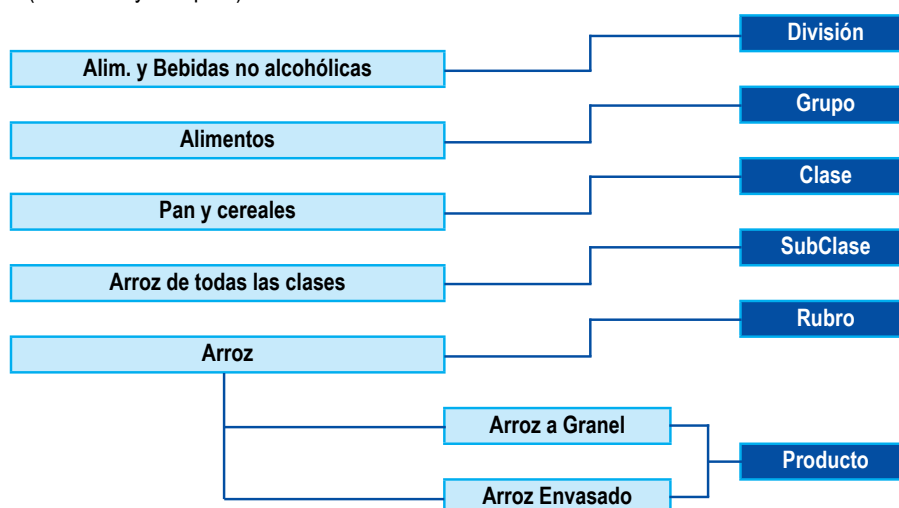 División
Alim. y Bebidas no alcohólicas
Grupo
Alimentos
Clase
Pan y cereales
SubClase
Arroz de todas las clases
Rubro
Arroz
Arroz a Granel
Producto
Arroz Envasado